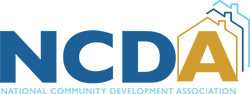 NCDA
NATIONAL COMMUNITY DEVELOPMENT ASSOCIATION